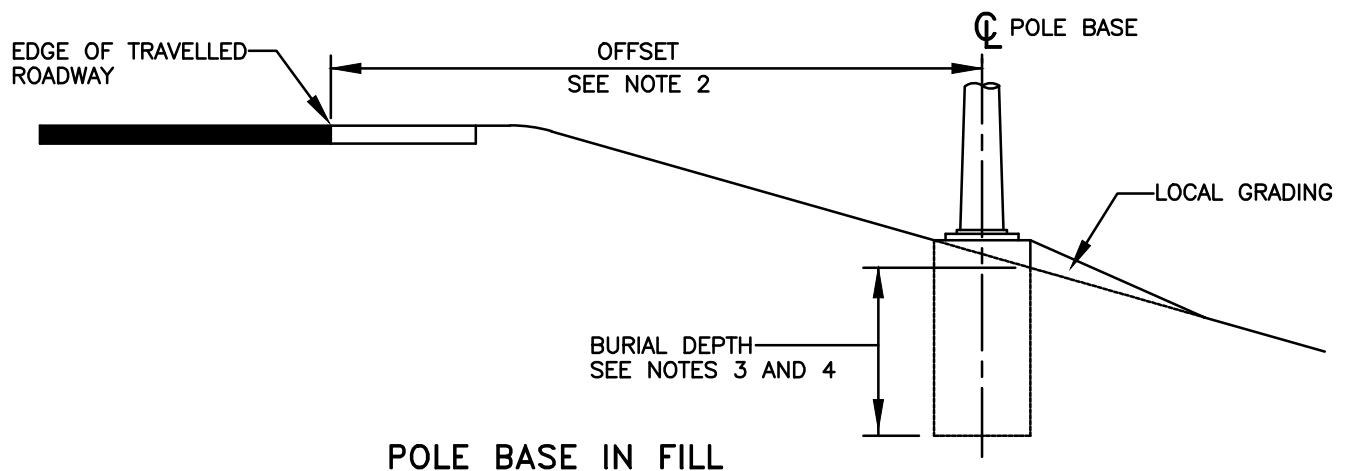 ℄ POLE BASE
EDGE OF TRAVELLED
ROADWAY
OFFSET
SEE NOTE 2
LOCAL GRADING
BURIAL DEPTH
SEE NOTES 3 AND 4
POLE BASE IN FILL